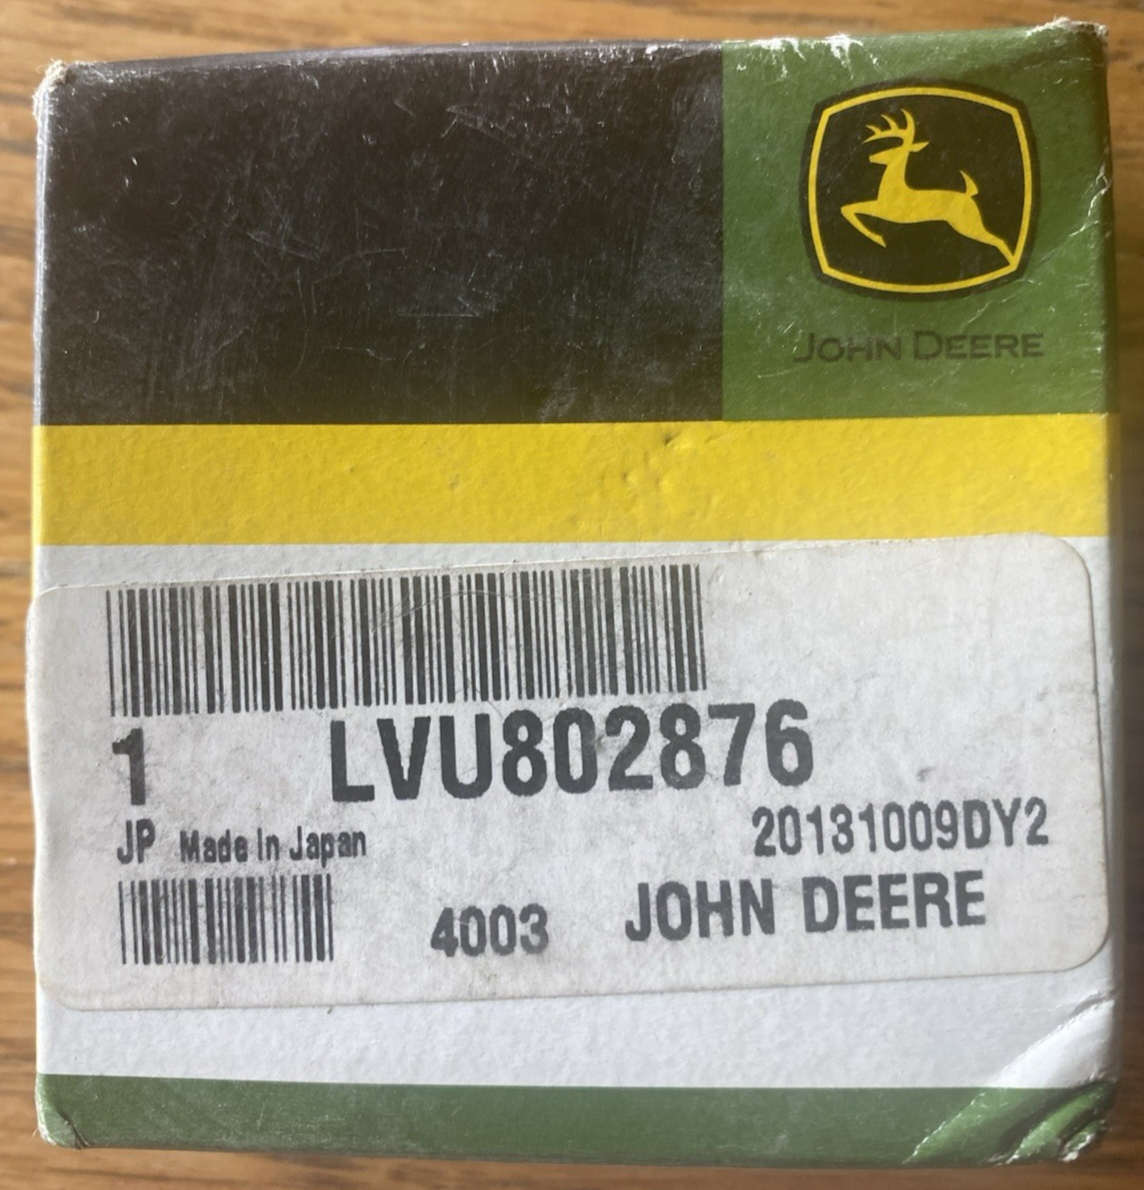 JOHN DEERE
1 LVU802876
20131009DY2
JP Made In Japan
4003 JOHN DEERE